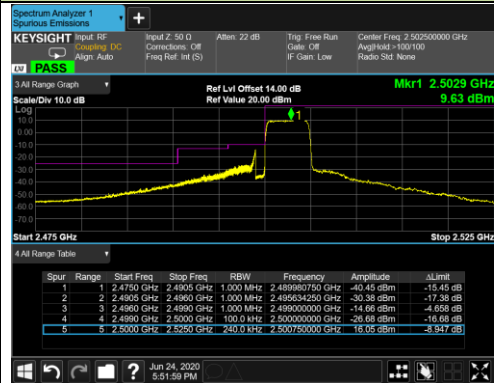 Spectrum Analyzer 1
Spurious Emissions
+
KEYSIGHT Input: RF
Coupling: DC
Align: Auto
Input Z: 50 Ω
Corrections: Off
Freq Ref: Int (S)
Atten: 22 dB
Trig: Free Run
Gate: Off
IF Gain: Low
Center Freq: 2.502500000 GHz
Avg|Hold:>100/100
Radio Std: None
LXI PASS
3 All Range Graph
Ref Lvl Offset 14.00 dB
Mkr1 2.5029 GHz
Scale/Div 10.0 dB
Ref Value 20.00 dBm
9.63 dBm
Log
10.0
0.00
-10.0
-20.0
-30.0
-40.0
-50.0
-60.0
-70.0
1
Start 2.475 GHz
Stop 2.525 GHz
4 All Range Table
Spur Range Start Freq Stop Freq RBW Frequency Amplitude ΔLimit
1 1 2.4750 GHz 2.4905 GHz 1.000 MHz 2.489980750 GHz -40.45 dBm -15.45 dB
2 2 2.4905 GHz 2.4960 GHz 1.000 MHz 2.495634250 GHz -30.38 dBm -17.38 dB
3 3 2.4960 GHz 2.4990 GHz 1.000 MHz 2.499000000 GHz -14.66 dBm -4.658 dB
4 4 2.4990 GHz 2.5000 GHz 100.0 kHz 2.500000000 GHz -26.68 dBm -16.68 dB
5 5 2.5000 GHz 2.5250 GHz 240.0 kHz 2.500750000 GHz 16.05 dBm -8.947 dB
?
Jun 24, 2020
5:51:59 PM